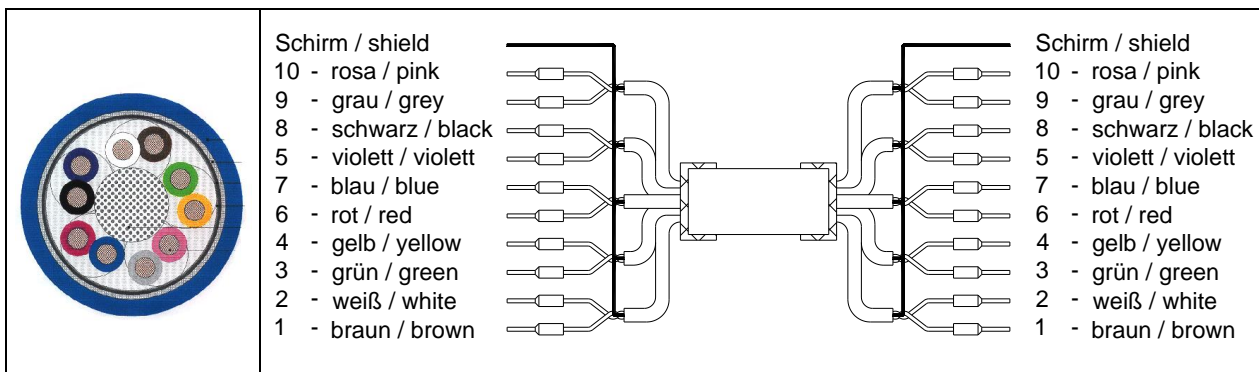 Schirm / shield
10 - rosa / pink
9 - grau / grey
8 - schwarz / black
5 - violett / violett
7 - blau / blue
6 - rot / red
4 - gelb / yellow
3 - grün / green
2 - weiß / white
1 - braun / brown
Schirm / shield
10 - rosa / pink
9 - grau / grey
8 - schwarz / black
5 - violett / violett
7 - blau / blue
6 - rot / red
4 - gelb / yellow
3 - grün / green
2 - weiß / white
1 - braun / brown